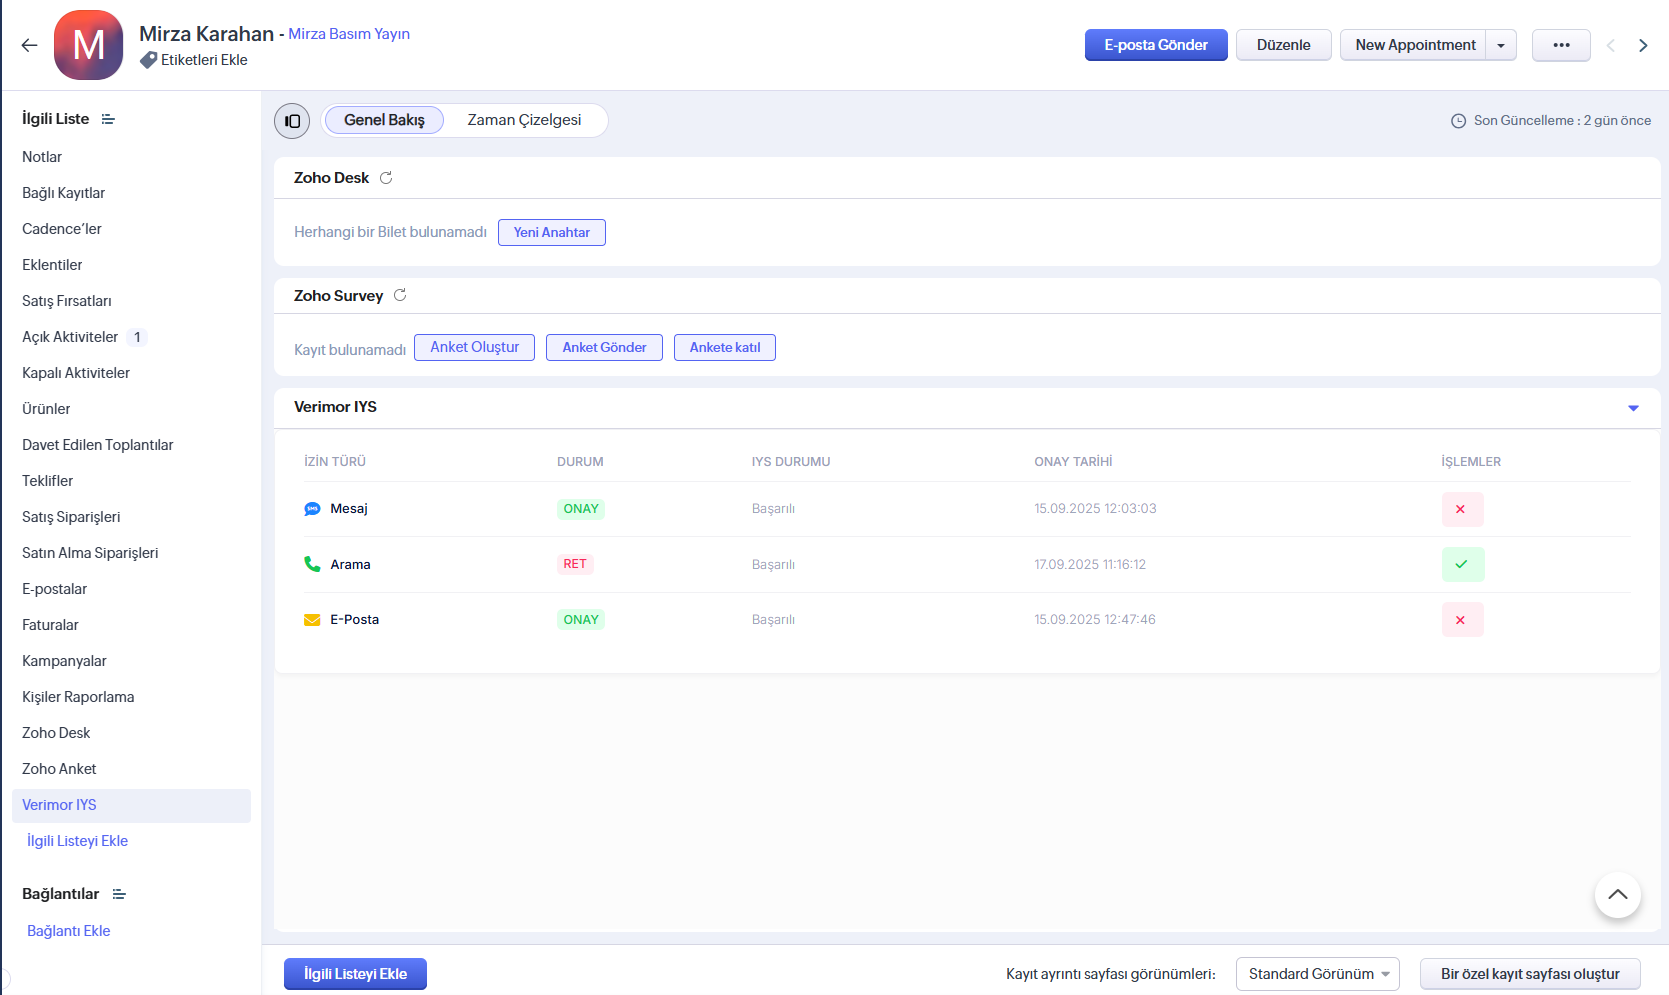 M
Mirza Karahan - Mirza Basım Yayın
Etiketleri Ekle
E-posta Gönder
Düzenle
New Appointment
İlgili Liste
Notlar
Bağlı Kayıtlar
Cadence'ler
Eklentiler
Satış Fırsatları
Açık Aktiviteler 1
Kapalı Aktiviteler
Ürünler
Davet Edilen Toplantılar
Teklifler
Satış Siparişleri
Satın Alma Siparişleri
E-postalar
Faturalar
Kampanyalar
Kişiler Raporlama
Zoho Desk
Zoho Anket
Verimor IYS
İlgili Listeyi Ekle
Bağlantılar
Bağlantı Ekle
Genel Bakış
Zaman Çizelgesi
Son Güncelleme : 2 gün önce
Zoho Desk
Herhangi bir Bilet bulunamadı Yeni Anahtar
Zoho Survey
Kayıt bulunamadı Anket Oluştur Anket Gönder Ankete katıl
Verimor IYS
İZİN TÜRÜ DURUM IYS DURUMU ONAY TARİHİ İŞLEMLER
SMS Mesaj ONAY Başarılı 15.09.2025 12:03:03
Arama RET Başarılı 17.09.2025 11:16:12
E-Posta ONAY Başarılı 15.09.2025 12:47:46
İlgili Listeyi Ekle
Kayıt ayrıntı sayfası görünümleri: Standard Görünüm
Bir özel kayıt sayfası oluştur